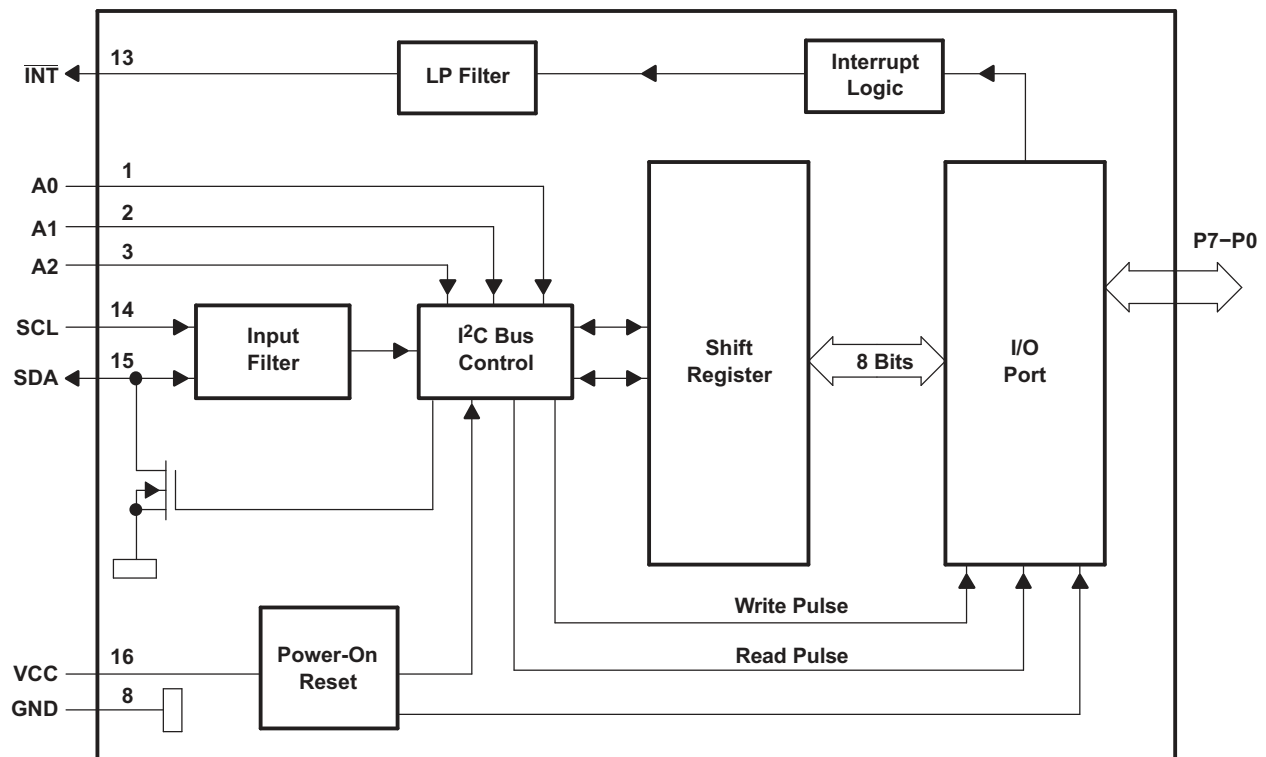 INT
13
LP Filter
Interrupt
Logic
A0
1
A1
2
A2
3
SCL
14
SDA
15
Input
Filter
I²C Bus
Control
Shift
Register
8 Bits
I/O
Port
P7−P0
Write Pulse
Read Pulse
VCC
16
GND
8
Power-On
Reset